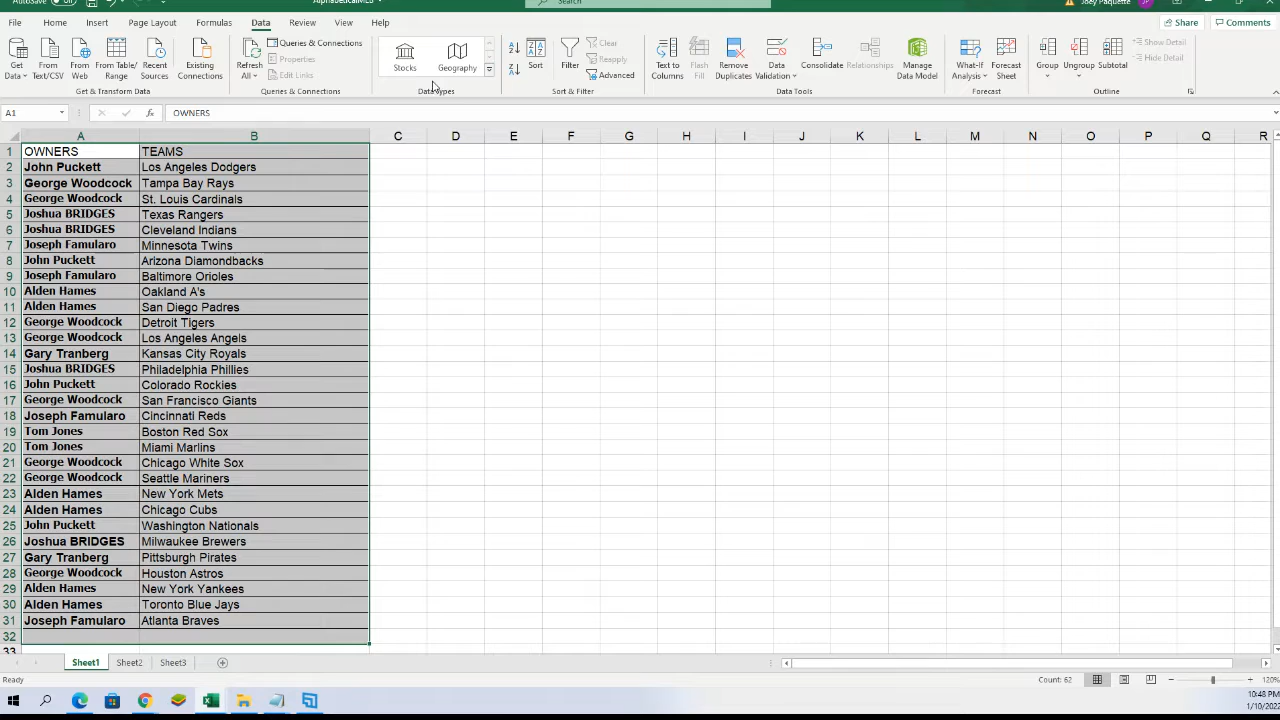 AutoSave Off AlphabeticalMLB Search Joey Paquette JP
File Home Insert Page Layout Formulas Data Review View Help Share Comments
Get Data From Text/CSV From Web From Table/ Range Recent Sources Existing Connections
Get & Transform Data
Refresh All Queries & Connections
Properties
Edit Links
Queries & Connections
Stocks Geography
Data Types
Sort Filter Clear
Reapply
Advanced
Sort & Filter
Text to Columns Remove Duplicates Data Validation Consolidate Relationships Manage Data Model
Data Tools
What-If Analysis Forecast Sheet
Forecast
Group Ungroup Subtotal
Show Detail
Hide Detail
Outline
A1 fx OWNERS
A B C D E F G H I J K L M N O P Q R
1 OWNERS TEAMS
2 John Puckett Los Angeles Dodgers
3 George Woodcock Tampa Bay Rays
4 George Woodcock St. Louis Cardinals
5 Joshua BRIDGES Texas Rangers
6 Joshua BRIDGES Cleveland Indians
7 Joseph Famularo Minnesota Twins
8 John Puckett Arizona Diamondbacks
9 Joseph Famularo Baltimore Orioles
10 Alden Hames Oakland A's
11 Alden Hames San Diego Padres
12 George Woodcock Detroit Tigers
13 George Woodcock Los Angeles Angels
14 Gary Tranberg Kansas City Royals
15 Joshua BRIDGES Philadelphia Phillies
16 John Puckett Colorado Rockies
17 George Woodcock San Francisco Giants
18 Joseph Famularo Cincinnati Reds
19 Tom Jones Boston Red Sox
20 Tom Jones Miami Marlins
21 George Woodcock Chicago White Sox
22 George Woodcock Seattle Mariners
23 Alden Hames New York Mets
24 Alden Hames Chicago Cubs
25 John Puckett Washington Nationals
26 Joshua BRIDGES Milwaukee Brewers
27 Gary Tranberg Pittsburgh Pirates
28 George Woodcock Houston Astros
29 Alden Hames New York Yankees
30 Alden Hames Toronto Blue Jays
31 Joseph Famularo Atlanta Braves
32
33
Sheet1 Sheet2 Sheet3
Ready Count: 62 120%
10:48 PM
1/10/2022